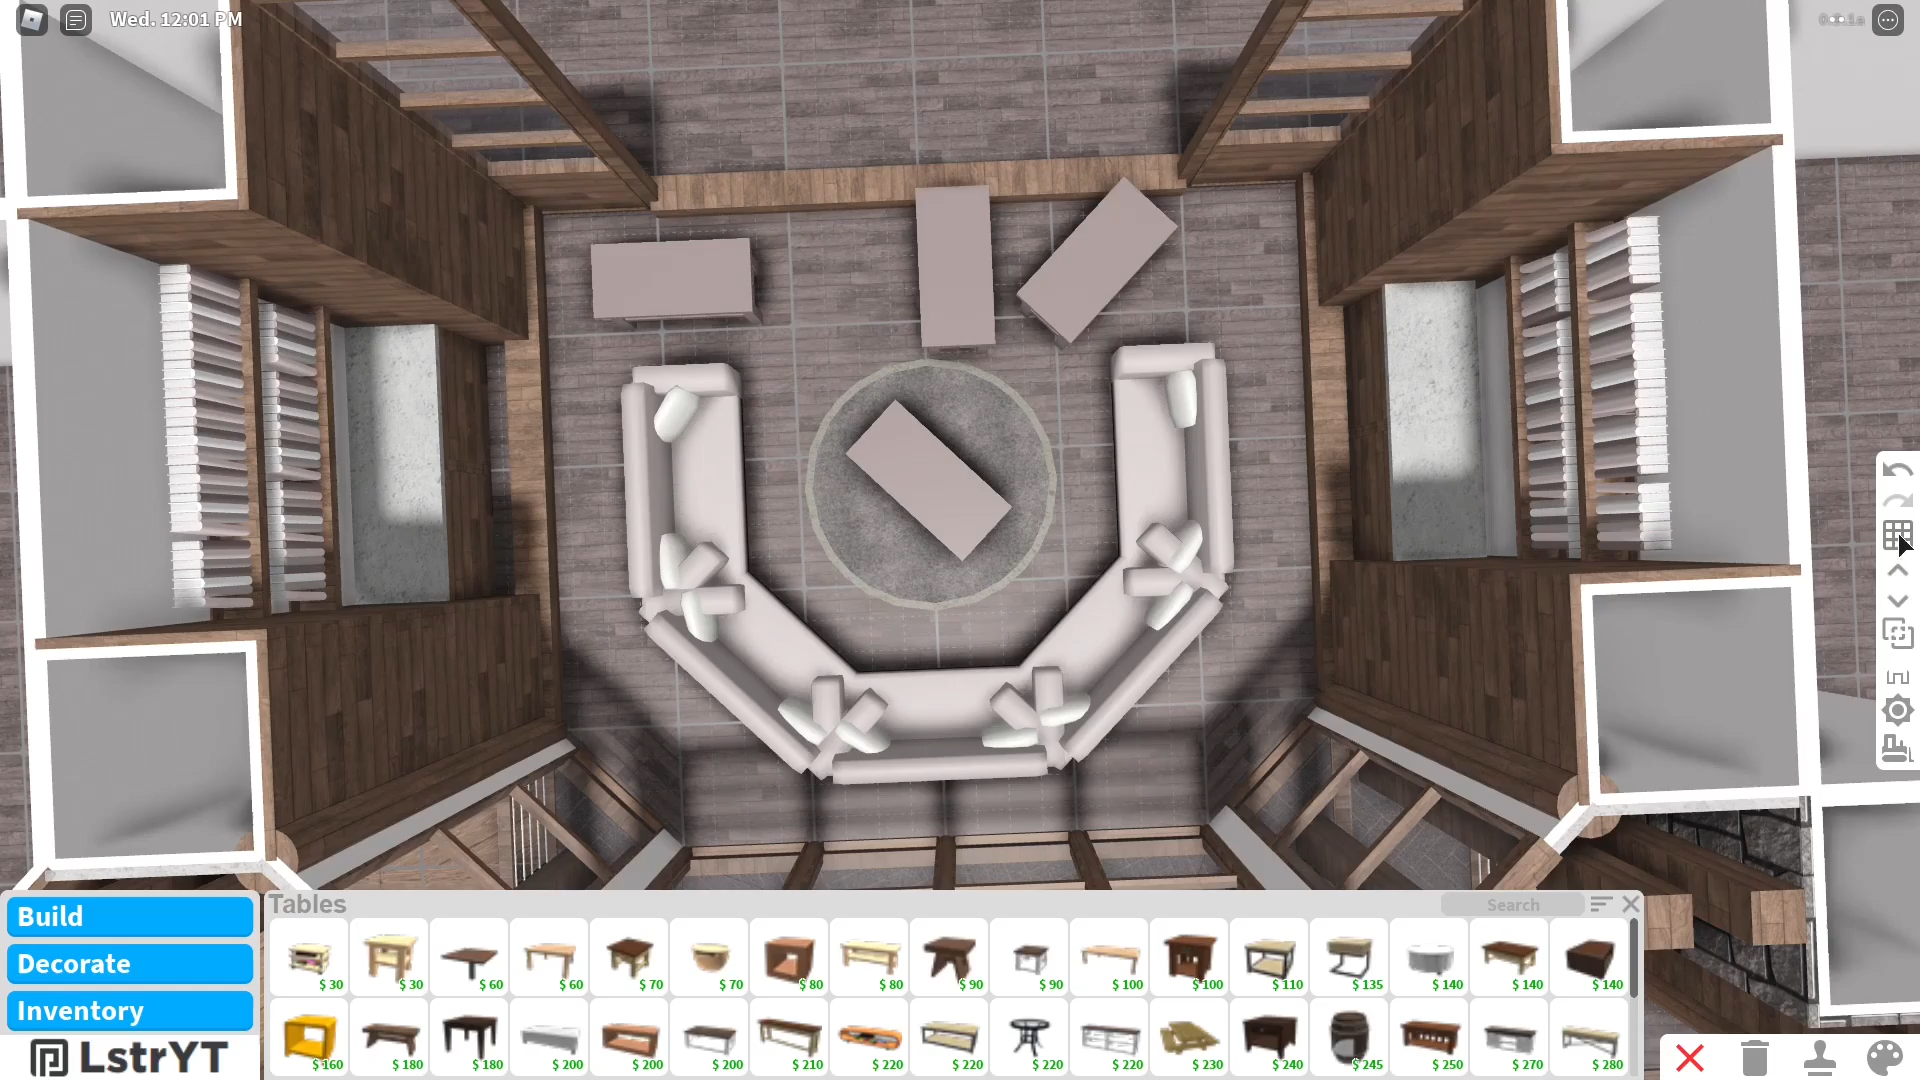 Wed. 12:01 PM
Build
Decorate
Inventory
LstrYT
Tables
Search
$ 30 $ 30 $ 60 $ 60 $ 70 $ 70 $ 80 $ 80 $ 90 $ 90 $ 100 $ 100 $ 110 $ 135 $ 140 $ 140 $ 140
$ 160 $ 180 $ 180 $ 200 $ 200 $ 200 $ 210 $ 220 $ 220 $ 220 $ 220 $ 230 $ 240 $ 245 $ 250 $ 270 $ 280